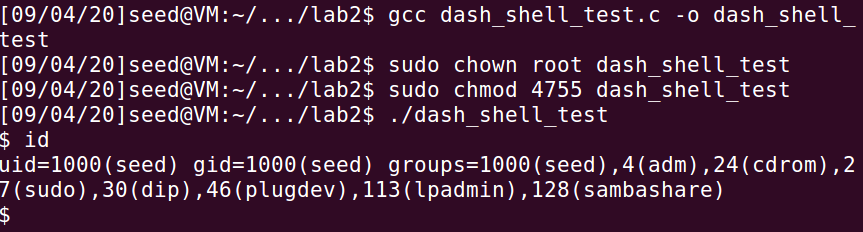 [09/04/20]seed@VM:~/.../lab2$ gcc dash_shell_test.c -o dash_shell_
test
[09/04/20]seed@VM:~/.../lab2$ sudo chown root dash_shell_test
[09/04/20]seed@VM:~/.../lab2$ sudo chmod 4755 dash_shell_test
[09/04/20]seed@VM:~/.../lab2$ ./dash_shell_test
$ id
uid=1000(seed) gid=1000(seed) groups=1000(seed),4(adm),24(cdrom),2
7(sudo),30(dip),46(plugdev),113(lpadmin),128(sambashare)
$